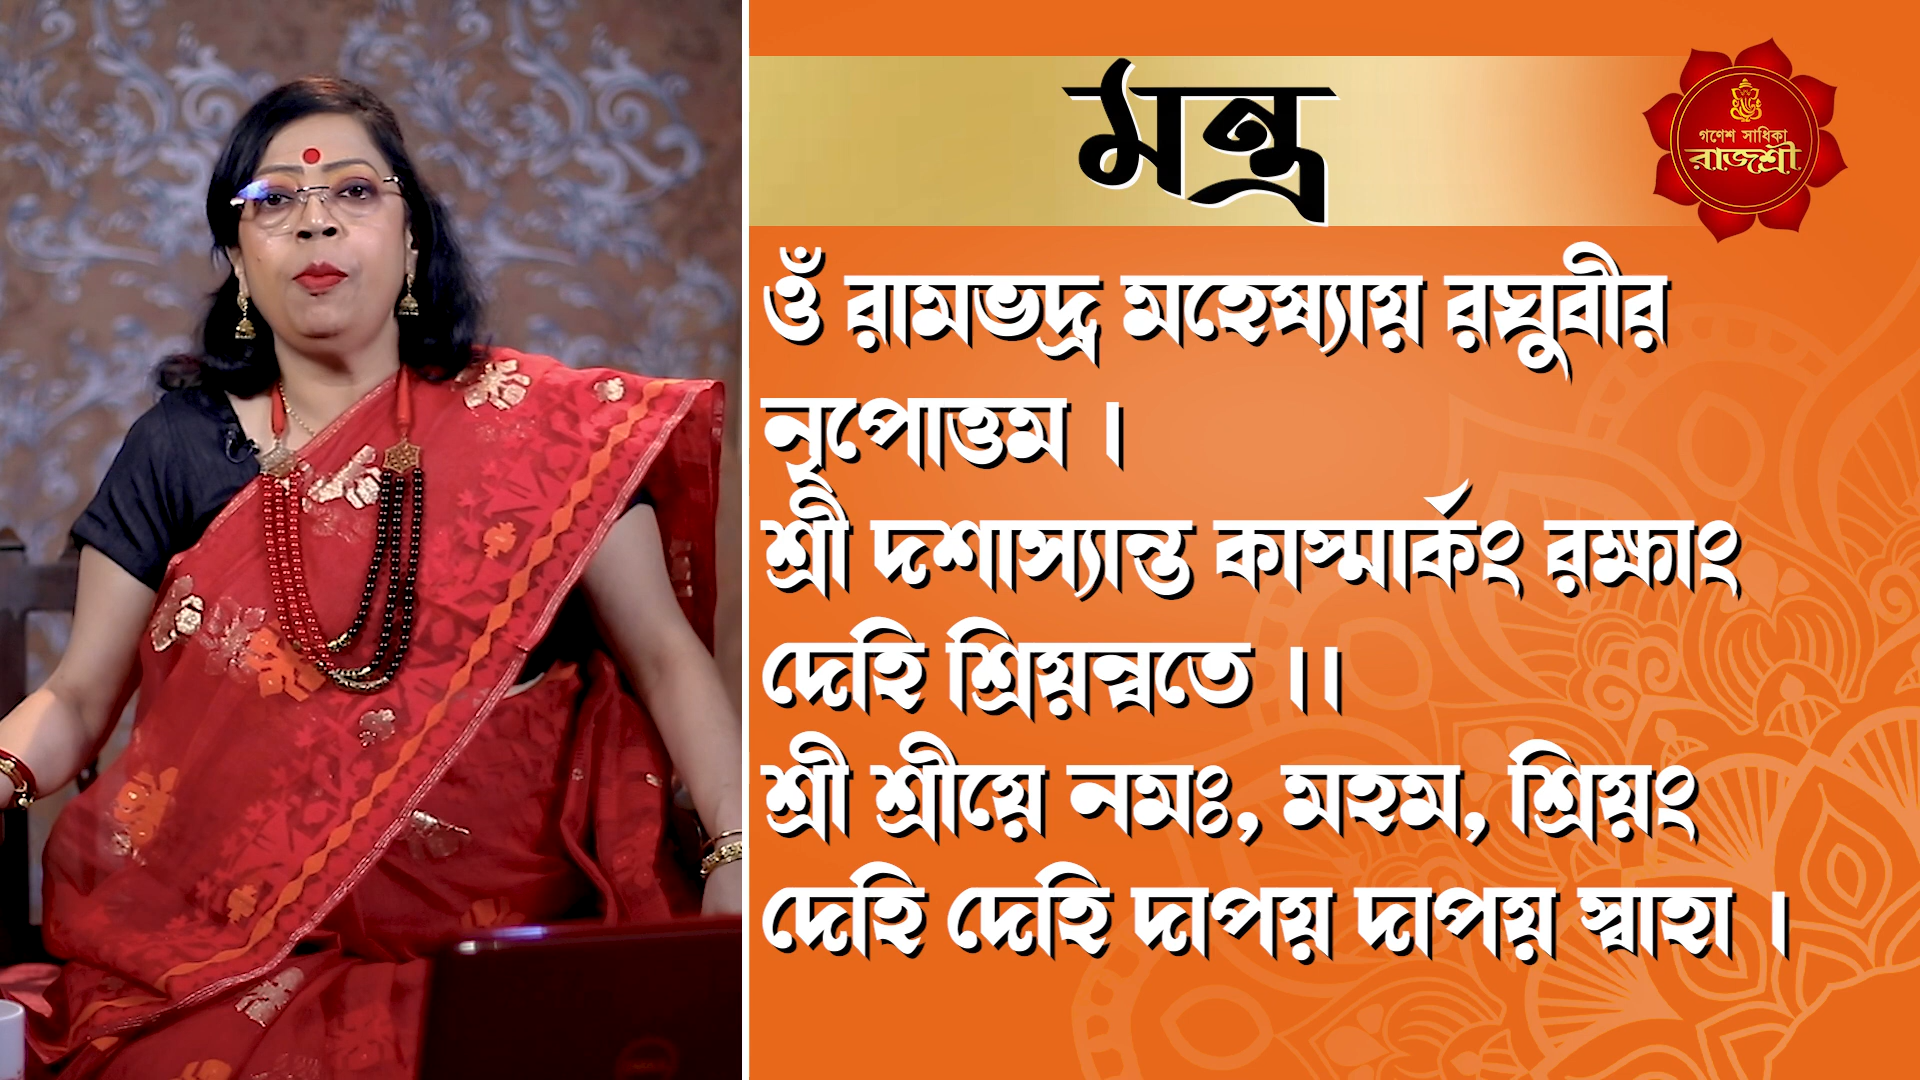 মন্ত্র
গণেশ সাধিকা
রাজশ্রী
ওঁ রামভদ্র মহেষ্যায় রঘুবীর
নৃপোত্তম ।
শ্রী দশাস্যান্ত কাস্মার্কং রক্ষাং
দেহি শ্রিয়ন্বতে ।।
শ্রী শ্রীয়ে নমঃ, মহম, শ্রিয়ং
দেহি দেহি দাপয় দাপয় স্বাহা ।